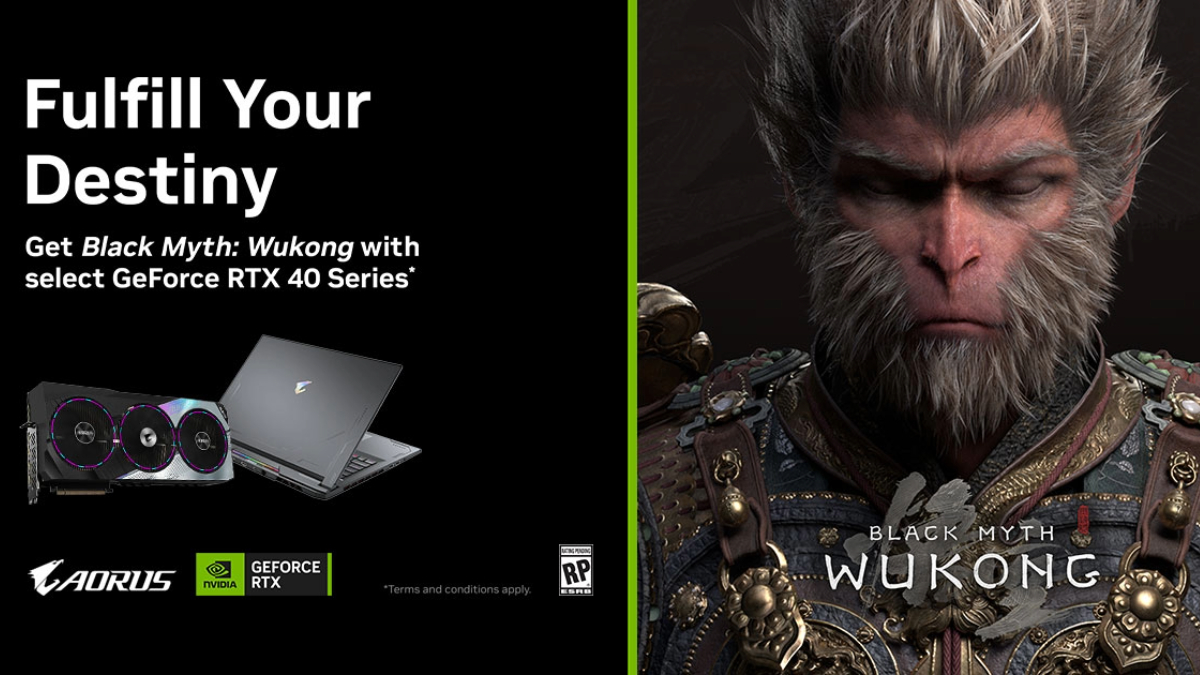 Fulfill Your
Destiny
Get Black Myth: Wukong with
select GeForce RTX 40 Series*
AORUS
NVIDIA
GEFORCE
RTX
*Terms and conditions apply.
RATING PENDING
RP
ESRB
BLACK MYTH
WUKONG